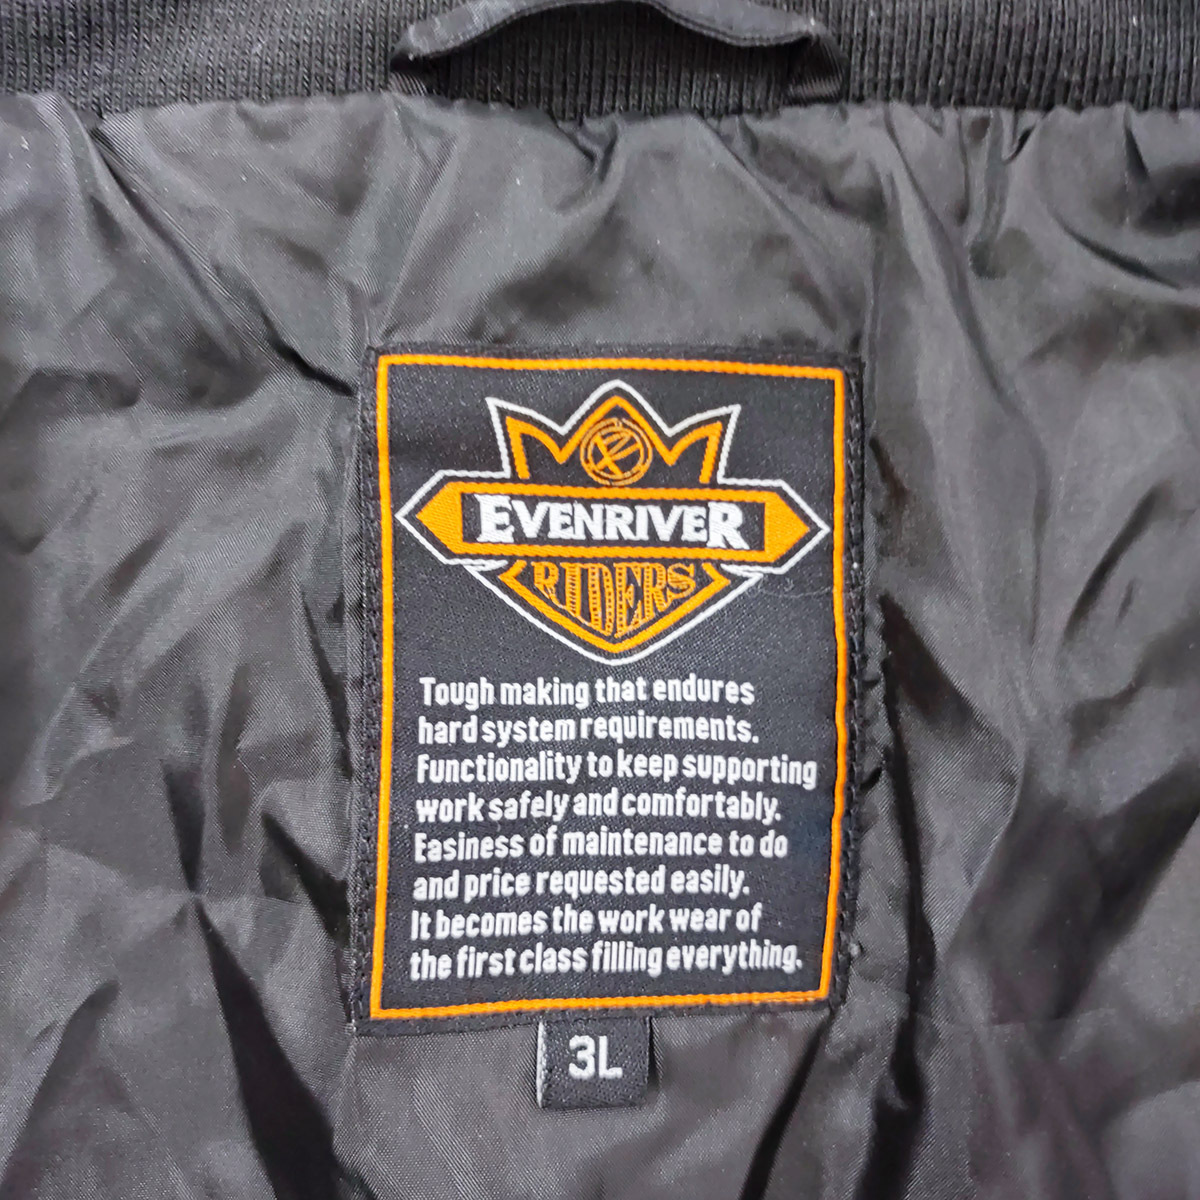 EVENRIVER
RIDERS
Tough making that endures
hard system requirements.
Functionality to keep supporting
work safely and comfortably.
Easiness of maintenance to do
and price requested easily.
It becomes the work wear of
the first class filling everything.
3L